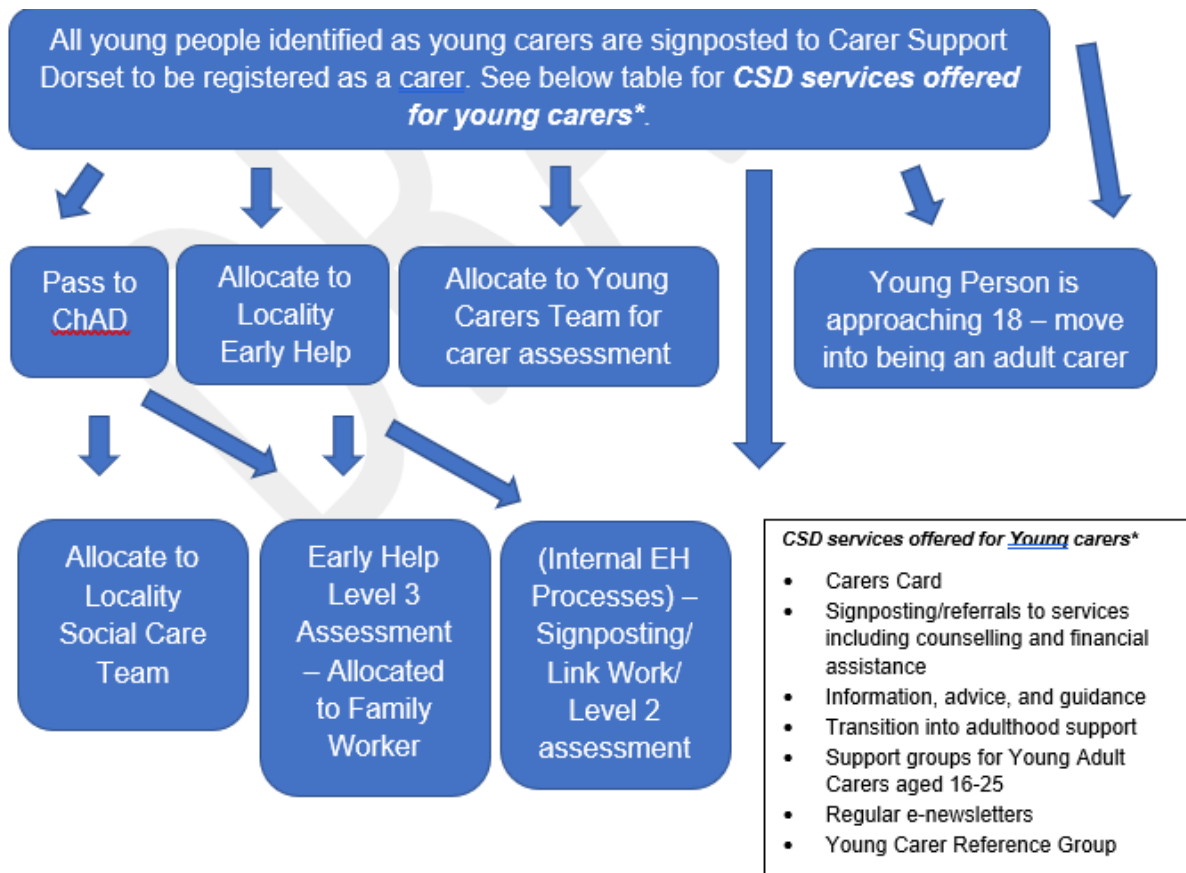 All young people identified as young carers are signposted to Carer Support
Dorset to be registered as a carer. See below table for CSD services offered
for young carers*.
Pass to
ChAD
Allocate to
Locality
Early Help
Allocate to Young
Carers Team for
carer assessment
Young Person is
approaching 18 – move
into being an adult carer
Allocate to
Locality
Social Care
Team
Early Help
Level 3
Assessment
– Allocated
to Family
Worker
(Internal EH
Processes) –
Signposting/
Link Work/
Level 2
assessment
CSD services offered for Young carers*
• Carers Card
• Signposting/referrals to services
including counselling and financial
assistance
• Information, advice, and guidance
• Transition into adulthood support
• Support groups for Young Adult
Carers aged 16-25
• Regular e-newsletters
• Young Carer Reference Group